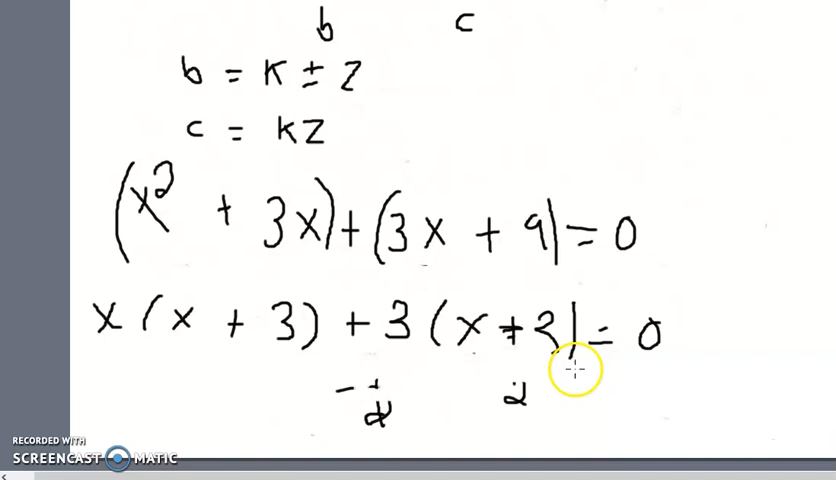 b c
b = K ± Z
c = KZ
(x² + 3x) + (3x + 9) = 0
x (x + 3) + 3 (x + 3) = 0
RECORDED WITH
SCREENCAST MATIC